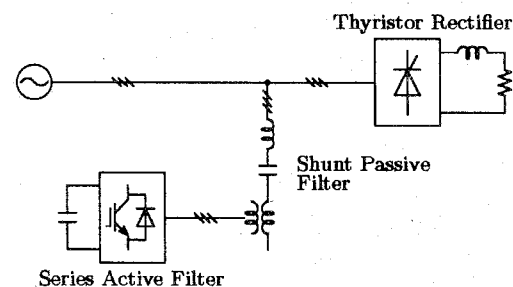 Thyristor Rectifier
Shunt Passive
Filter
Series Active Filter